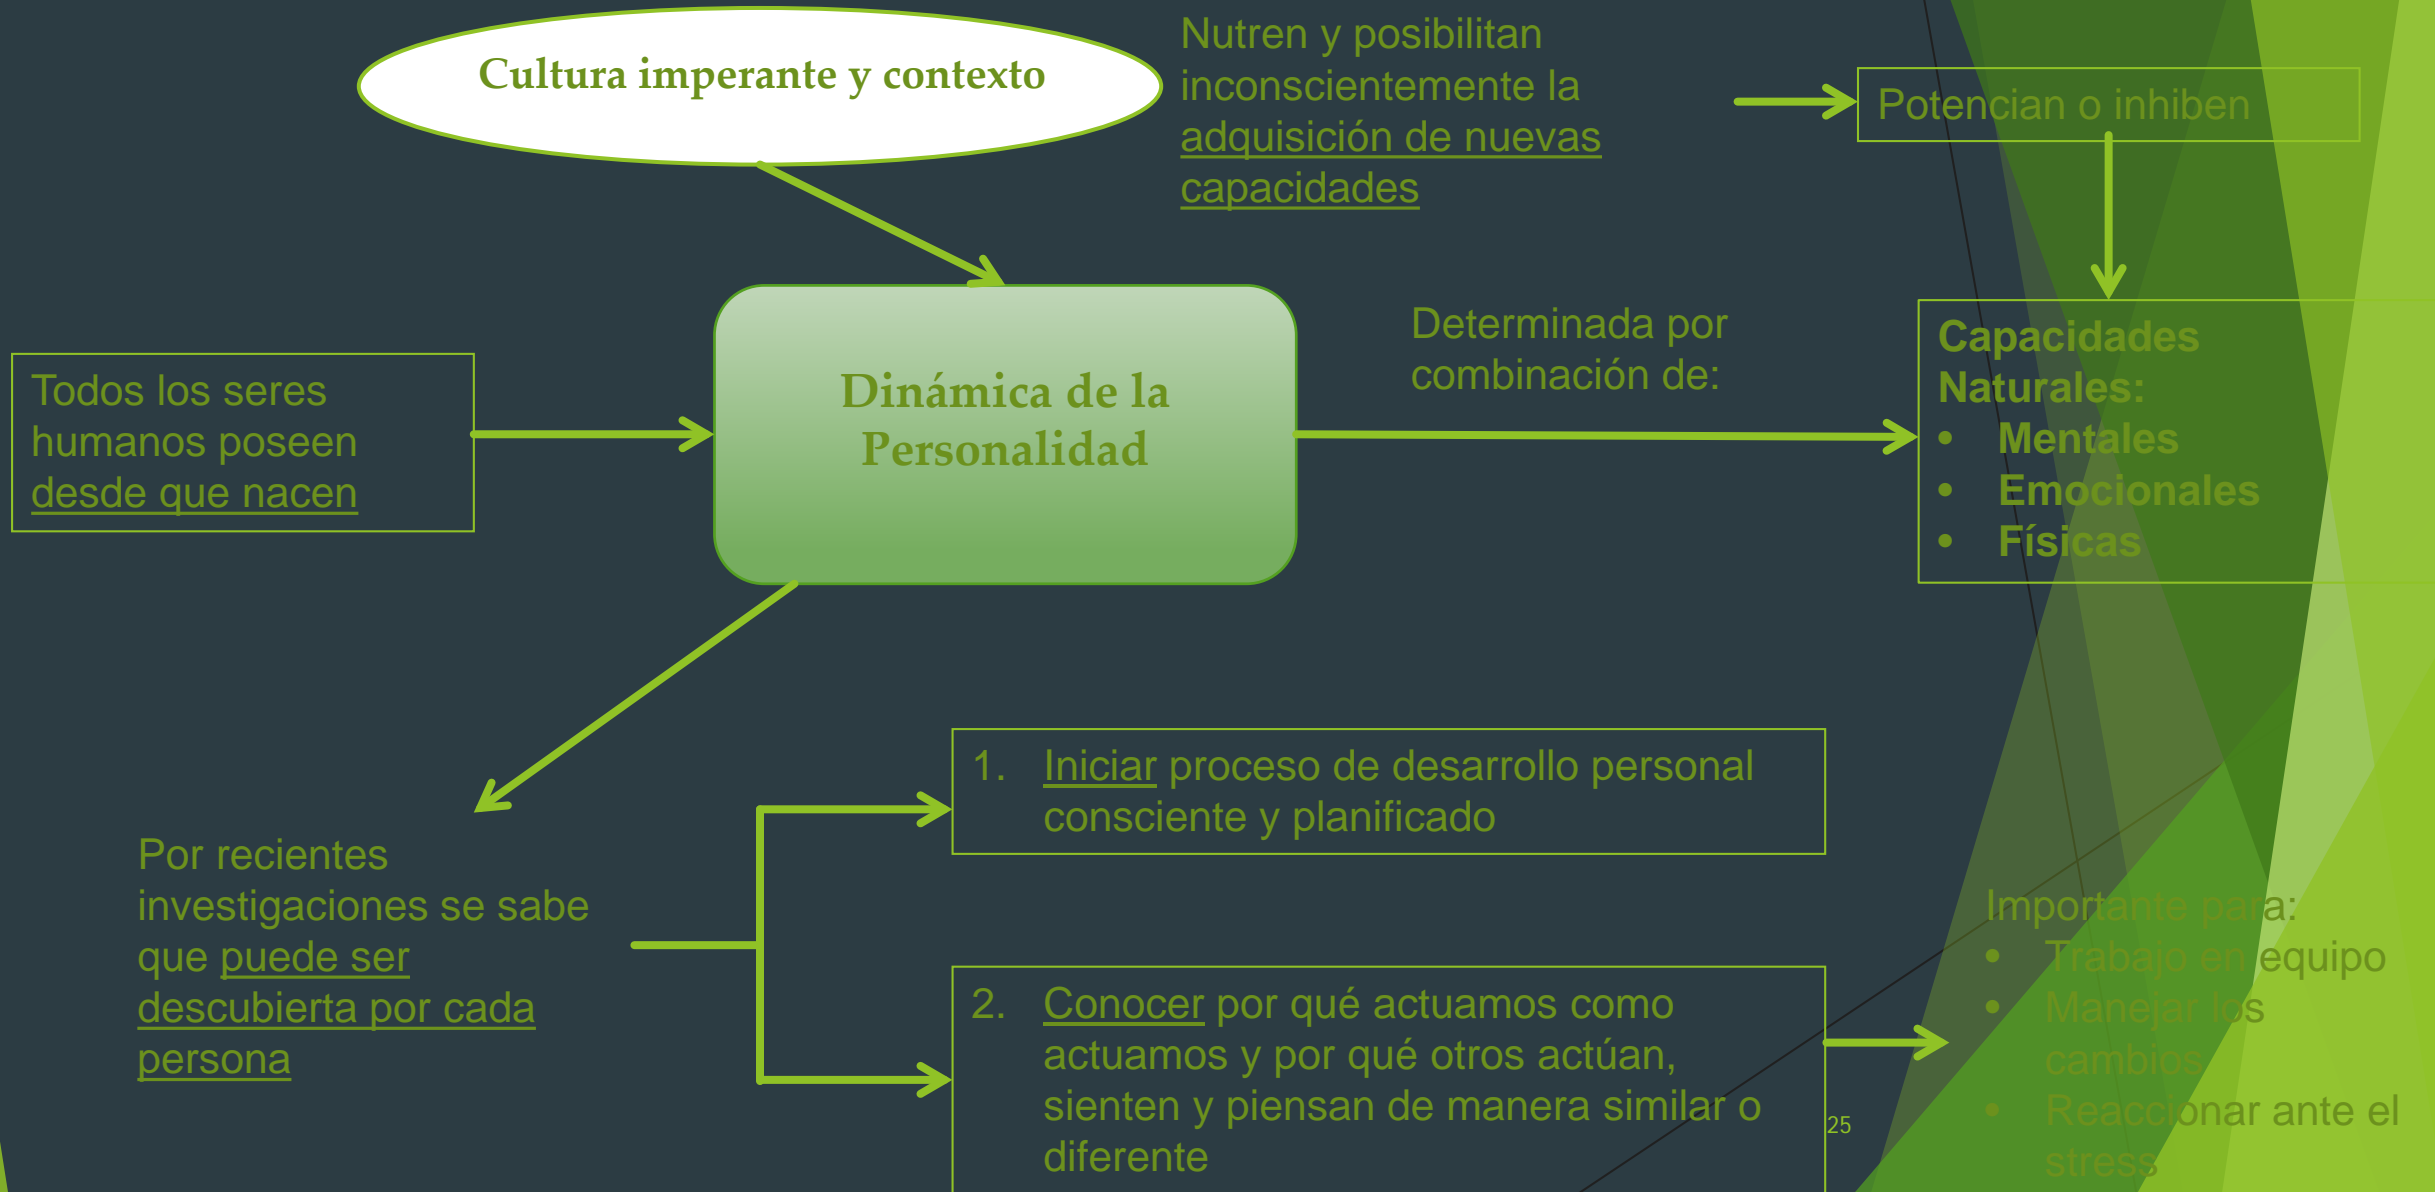 Cultura imperante y contexto
Nutren y posibilitan
inconscientemente la
adquisición de nuevas
capacidades
Potencian o inhiben
Todos los seres
humanos poseen
desde que nacen
Dinámica de la
Personalidad
Determinada por
combinación de:
Capacidades
Naturales:
• Mentales
• Emocionales
• Físicas
Por recientes
investigaciones se sabe
que puede ser
descubierta por cada
persona
1. Iniciar proceso de desarrollo personal
consciente y planificado
2. Conocer por qué actuamos como
actuamos y por qué otros actúan,
sienten y piensan de manera similar o
diferente
Importante para:
• Trabajo en equipo
• Manejar los
cambios
• Reaccionar ante el
stress
25